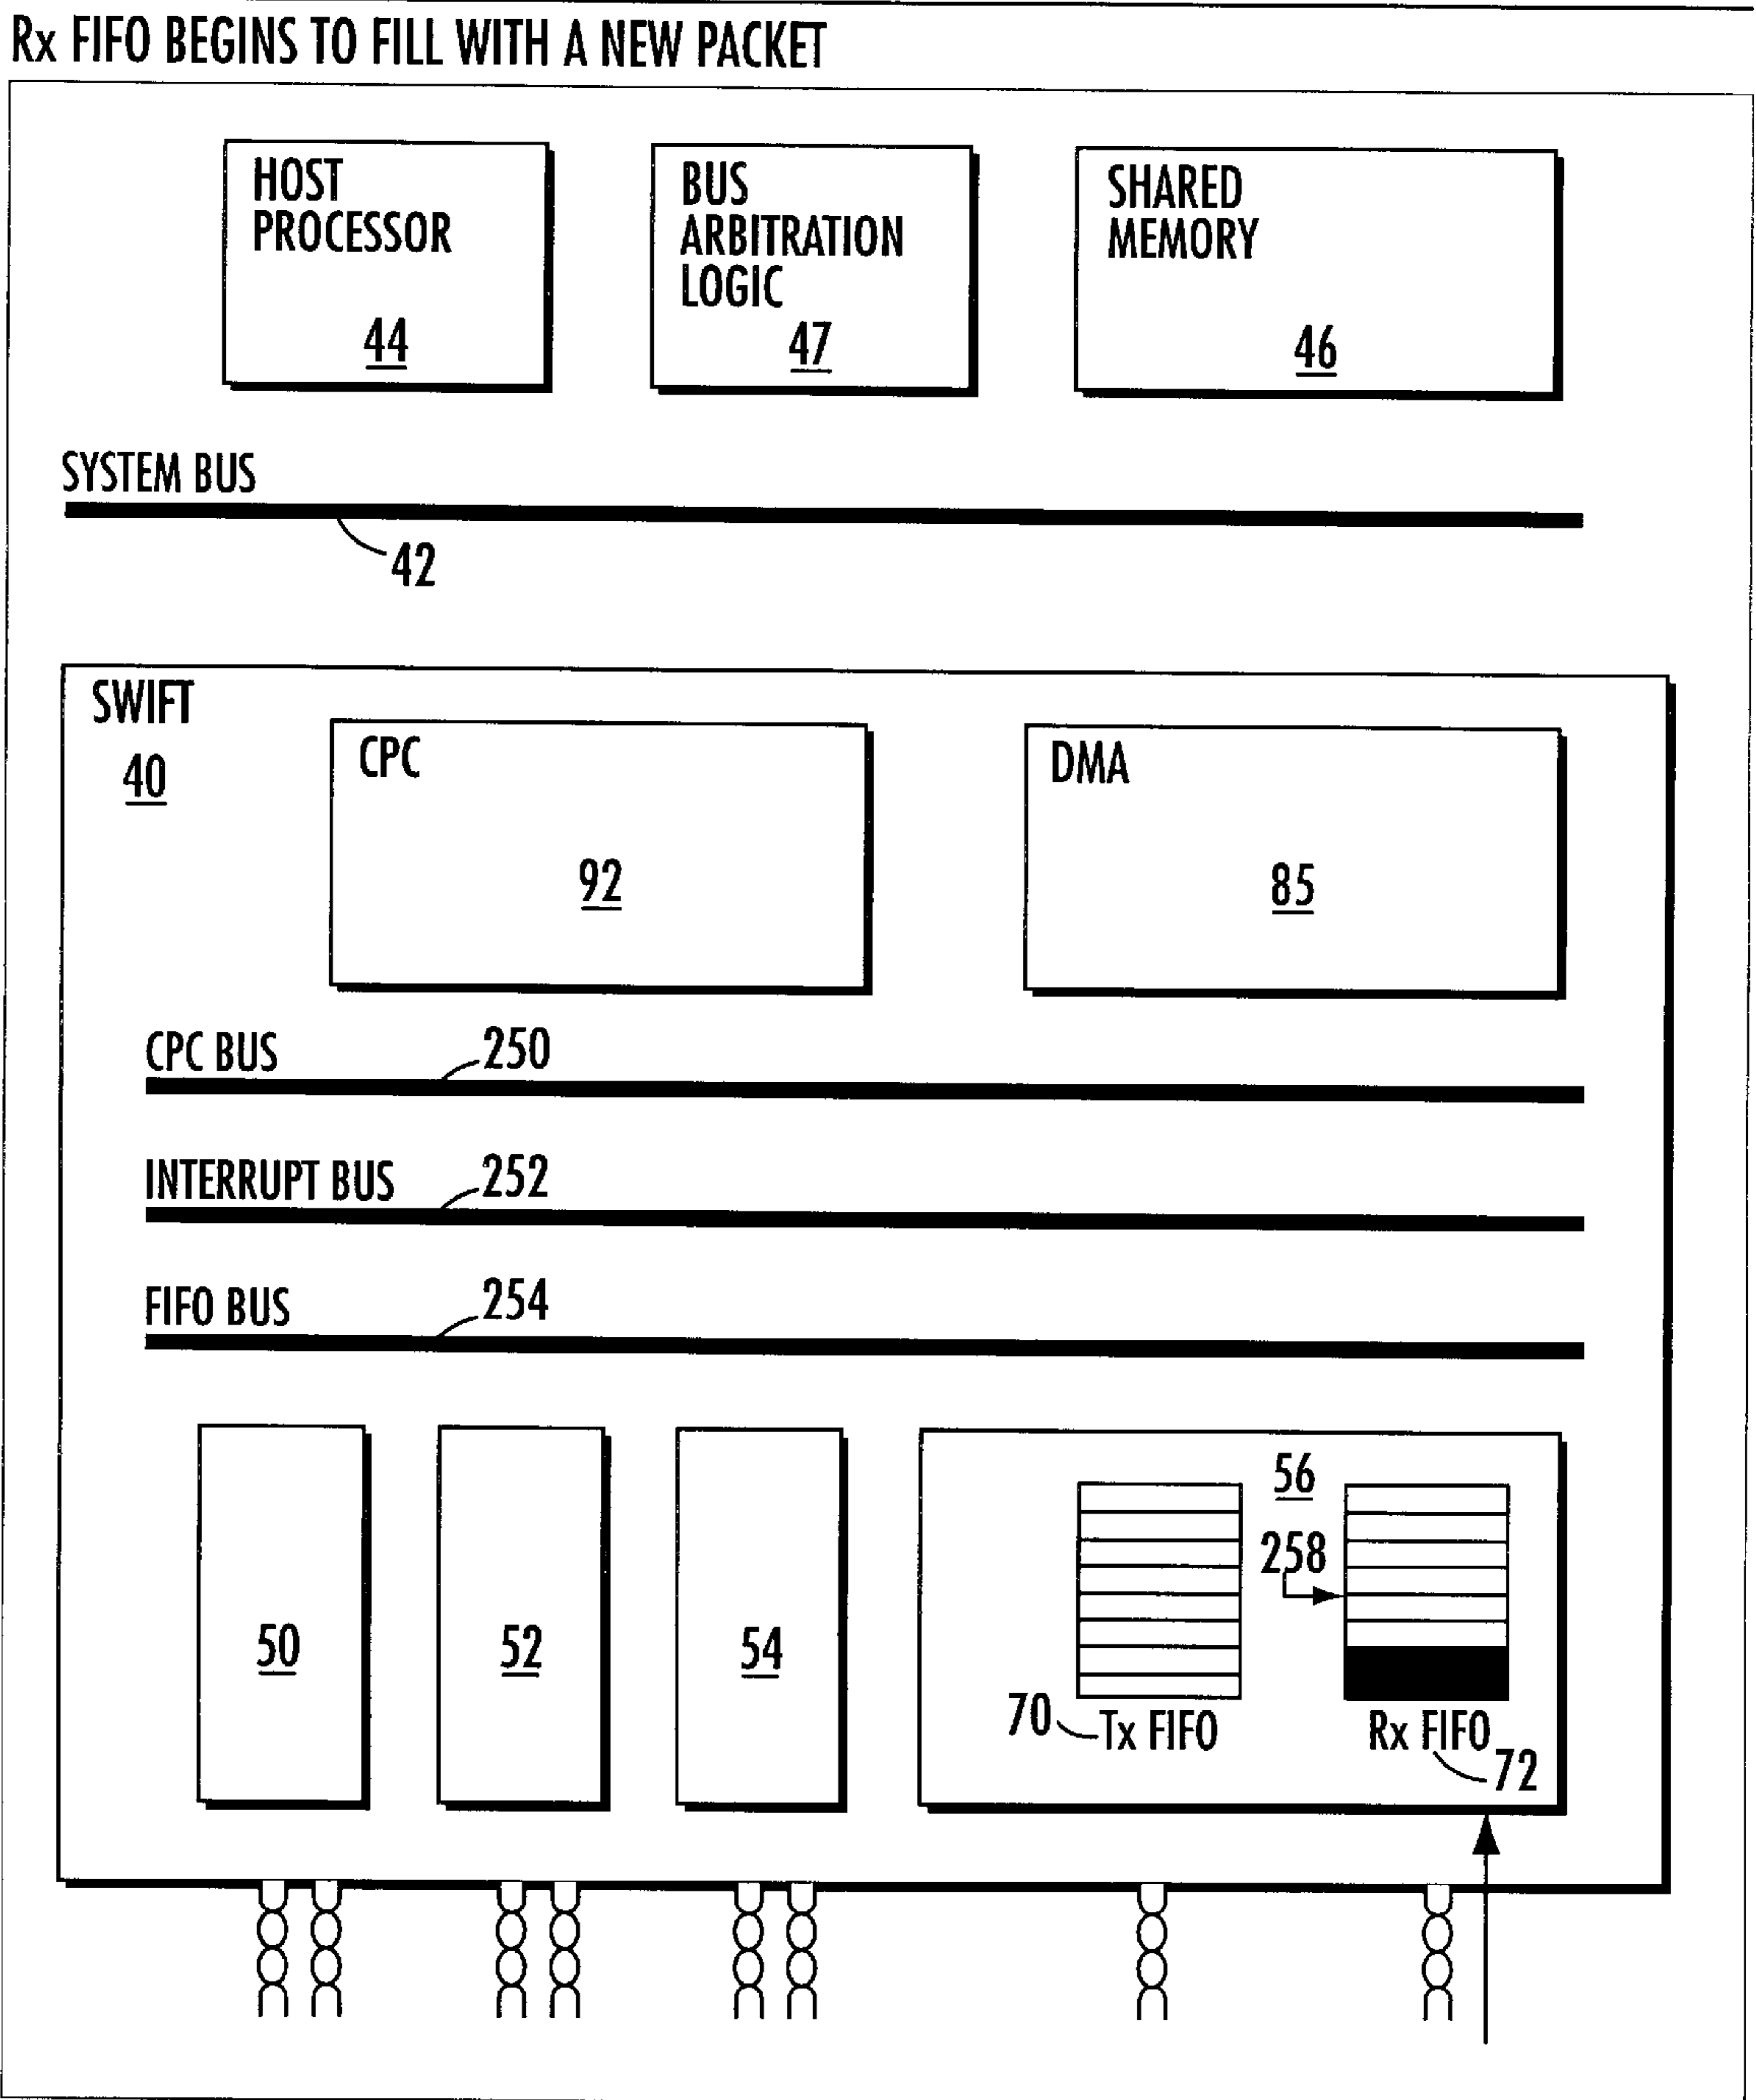 Rx FIFO BEGINS TO FILL WITH A NEW PACKET
HOST
PROCESSOR
44
BUS
ARBITRATION
LOGIC
47
SHARED
MEMORY
46
SYSTEM BUS
42
SWIFT
40
CPC
92
DMA
85
CPC BUS
250
INTERRUPT BUS
252
FIFO BUS
254
50
52
54
56
258
70
Tx FIFO
Rx FIFO
72